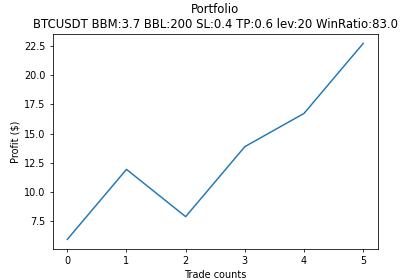 Portfolio
BTCUSDT BBM:3.7 BBL:200 SL:0.4 TP:0.6 lev:20 WinRatio:83.0
22.5
20.0
17.5
15.0
12.5
10.0
7.5
Profit ($)
0 1 2 3 4 5
Trade counts